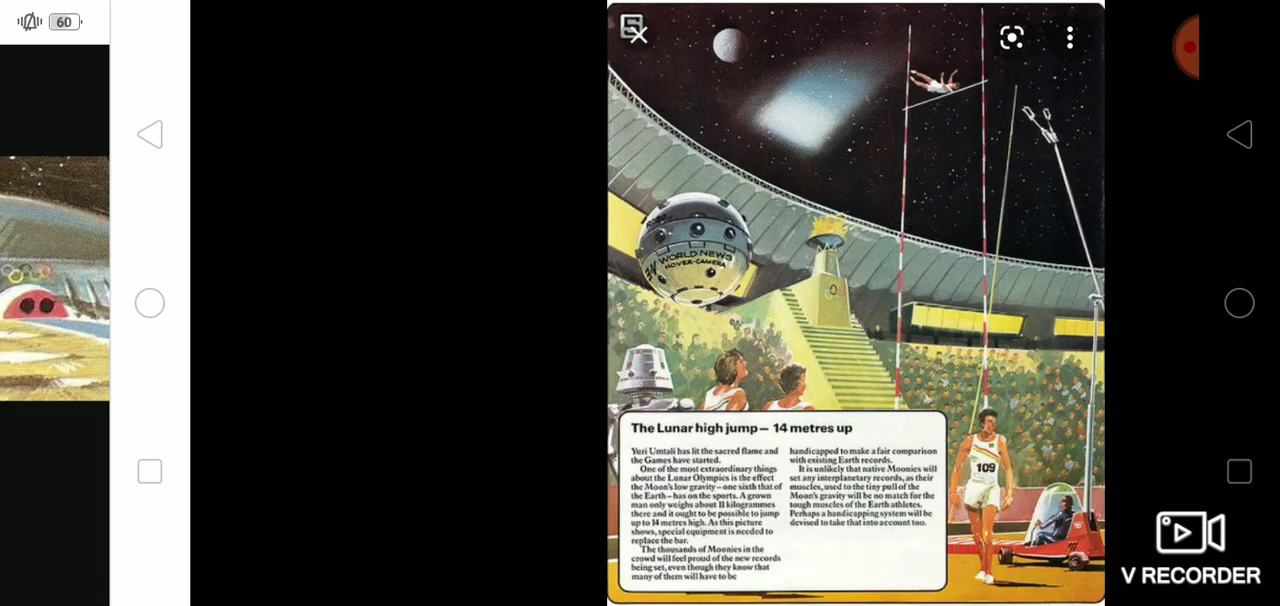 60
WORLD NEWS
HOVER-CAMERA
The Lunar high jump — 14 metres up
Yuri Umtali has lit the sacred flame and
the Games have started.
One of the most extraordinary things
about the Lunar Olympics is the effect
the Moon's low gravity – one sixth that of
the Earth – has on the sports. A grown
man only weighs about 11 kilogrammes
there and it ought to be possible to jump
up to 14 metres high. As this picture
shows, special equipment is needed to
replace the bar.
The thousands of Moonies in the
crowd will feel proud of the new records
being set, even though they know that
many of them will have to be
handicapped to make a fair comparison
with existing Earth records.
It is unlikely that native Moonies will
set any interplanetary records, as their
muscles, used to the tiny pull of the
Moon's gravity will be no match for the
tough muscles of the Earth athletes.
Perhaps a handicapping system will be
devised to take that into account too.
109
V RECORDER